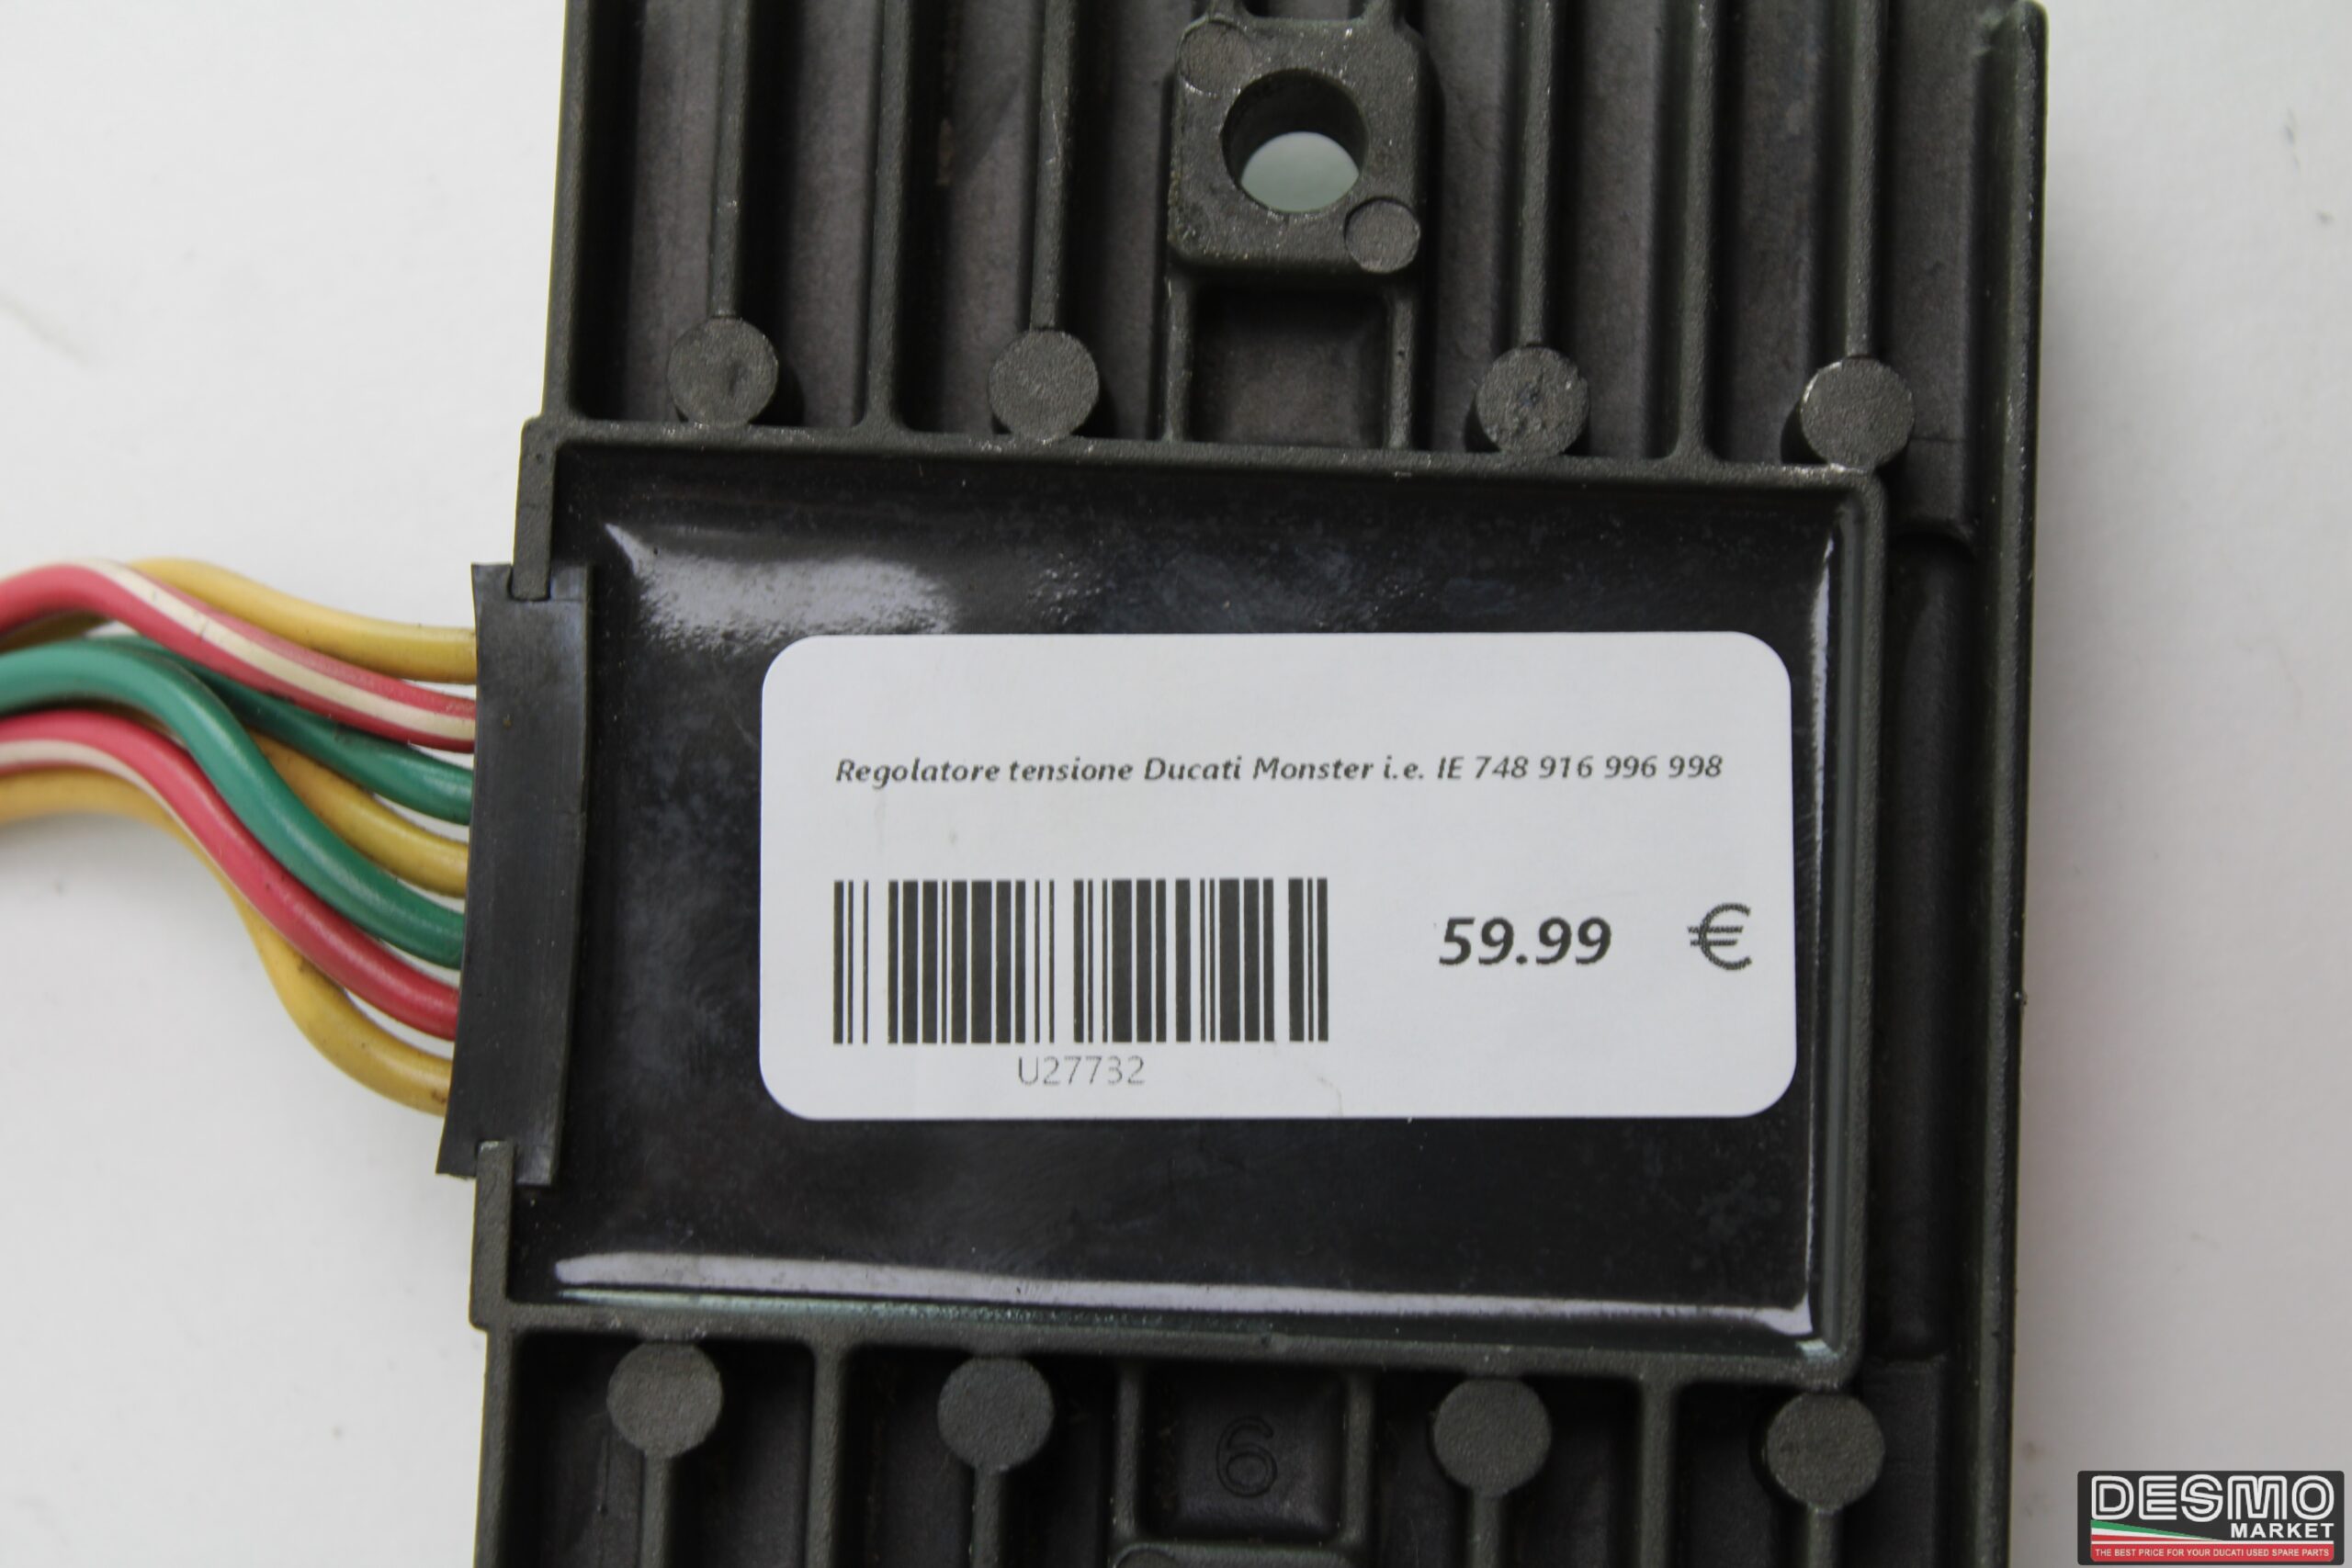 Regolatore tensione Ducati Monster i.e. IE 748 916 996 998
59.99 €
U27732
6
DESMO
MARKET
THE BEST PRICE FOR YOUR DUCATI USED SPARE PARTS